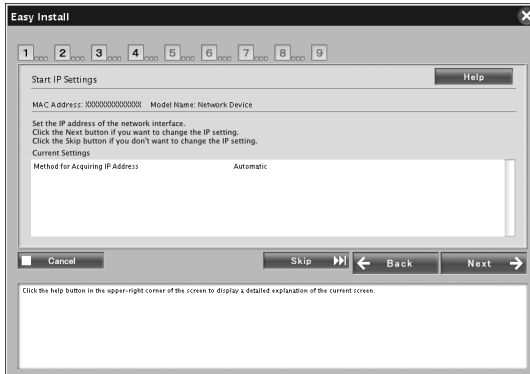 Easy Install
1 2 3 4 5 6 7 8 9
Start IP Settings
Help
MAC Address: XXXXXXXXXXXXXX Model Name: Network Device
Set the IP address of the network interface.
Click the Next button if you want to change the IP setting.
Click the Skip button if you don't want to change the IP setting.
Current Settings
Method for Acquiring IP Address Automatic
Cancel Skip Back Next
Click the help button in the upper-right corner of the screen to display a detailed explanation of the current screen.